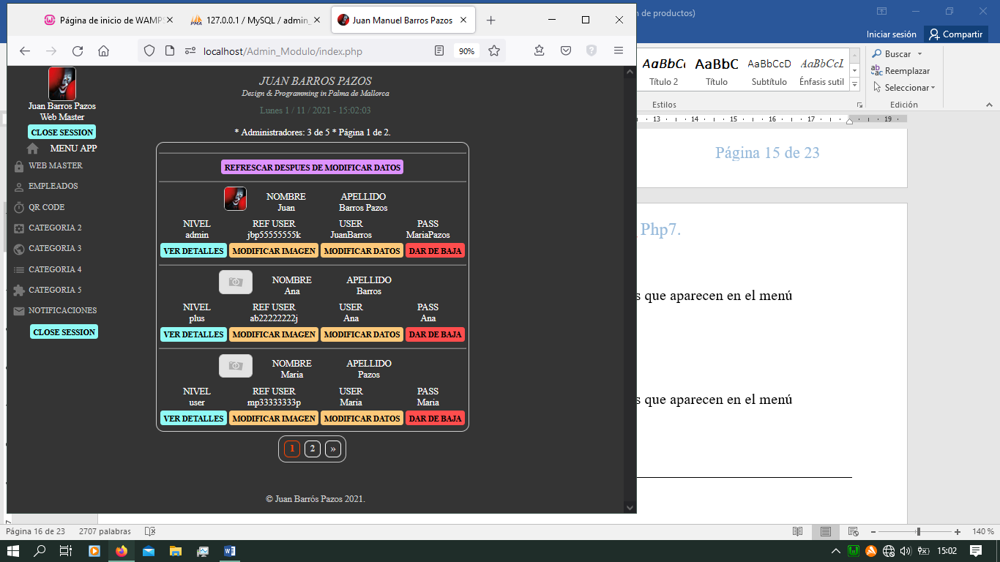 Página de inicio de WAMPS
127.0.0.1 / MySQL / admin_
Juan Manuel Barros Pazos
de productos)
Iniciar sesión
Compartir
localhost/Admin_Modulo/index.php
90%
AaBbCc
AaBbC
AaBbCcD
AaBbCcL
Título 2
Título
Subtítulo
Énfasis sutil
Estilos
Buscar
Reemplazar
Seleccionar
Edición
13
14
15
16
17
19
Página 15 de 23
Php7.
s que aparecen en el menú
s que aparecen en el menú
Juan Barros Pazos
Web Master
CLOSE SESSION
MENU APP
WEB MASTER
EMPLEADOS
QR CODE
CATEGORIA 2
CATEGORIA 3
CATEGORIA 4
CATEGORIA 5
NOTIFICACIONES
CLOSE SESSION
JUAN BARROS PAZOS
Design & Programming in Palma de Mallorca
Lunes 1 / 11 / 2021 - 15:02:03
* Administradores: 3 de 5 * Página 1 de 2.
REFRESCAR DESPUES DE MODIFICAR DATOS
NOMBRE APELLIDO
Juan Barros Pazos
NIVEL REF USER USER PASS
admin jbp55555555k JuanBarros MariaPazos
VER DETALLES MODIFICAR IMAGEN MODIFICAR DATOS DAR DE BAJA
NOMBRE APELLIDO
Ana Barros
NIVEL REF USER USER PASS
plus ab22222222j Ana Ana
VER DETALLES MODIFICAR IMAGEN MODIFICAR DATOS DAR DE BAJA
NOMBRE APELLIDO
Maria Pazos
NIVEL REF USER USER PASS
user mp33333333p Maria Maria
VER DETALLES MODIFICAR IMAGEN MODIFICAR DATOS DAR DE BAJA
1 2 »
© Juan Barrós Pazos 2021.
Página 16 de 23 2707 palabras
140 %
15:02